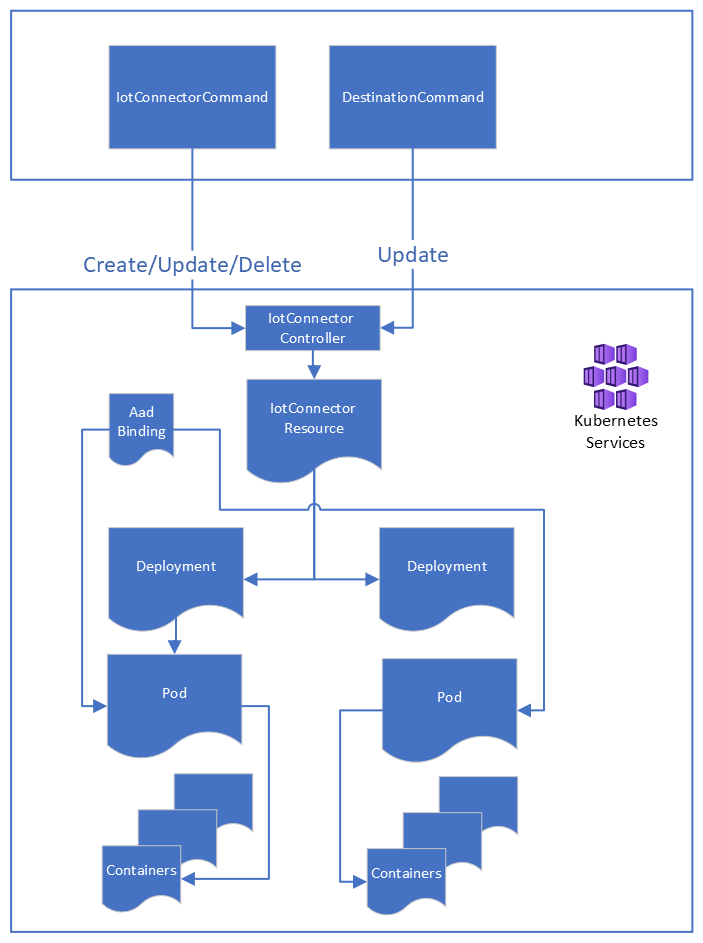 IotConnectorCommand
DestinationCommand
Create/Update/Delete
Update
IotConnector
Controller
IotConnector
Resource
Aad
Binding
Kubernetes
Services
Deployment
Deployment
Pod
Pod
Containers
Containers